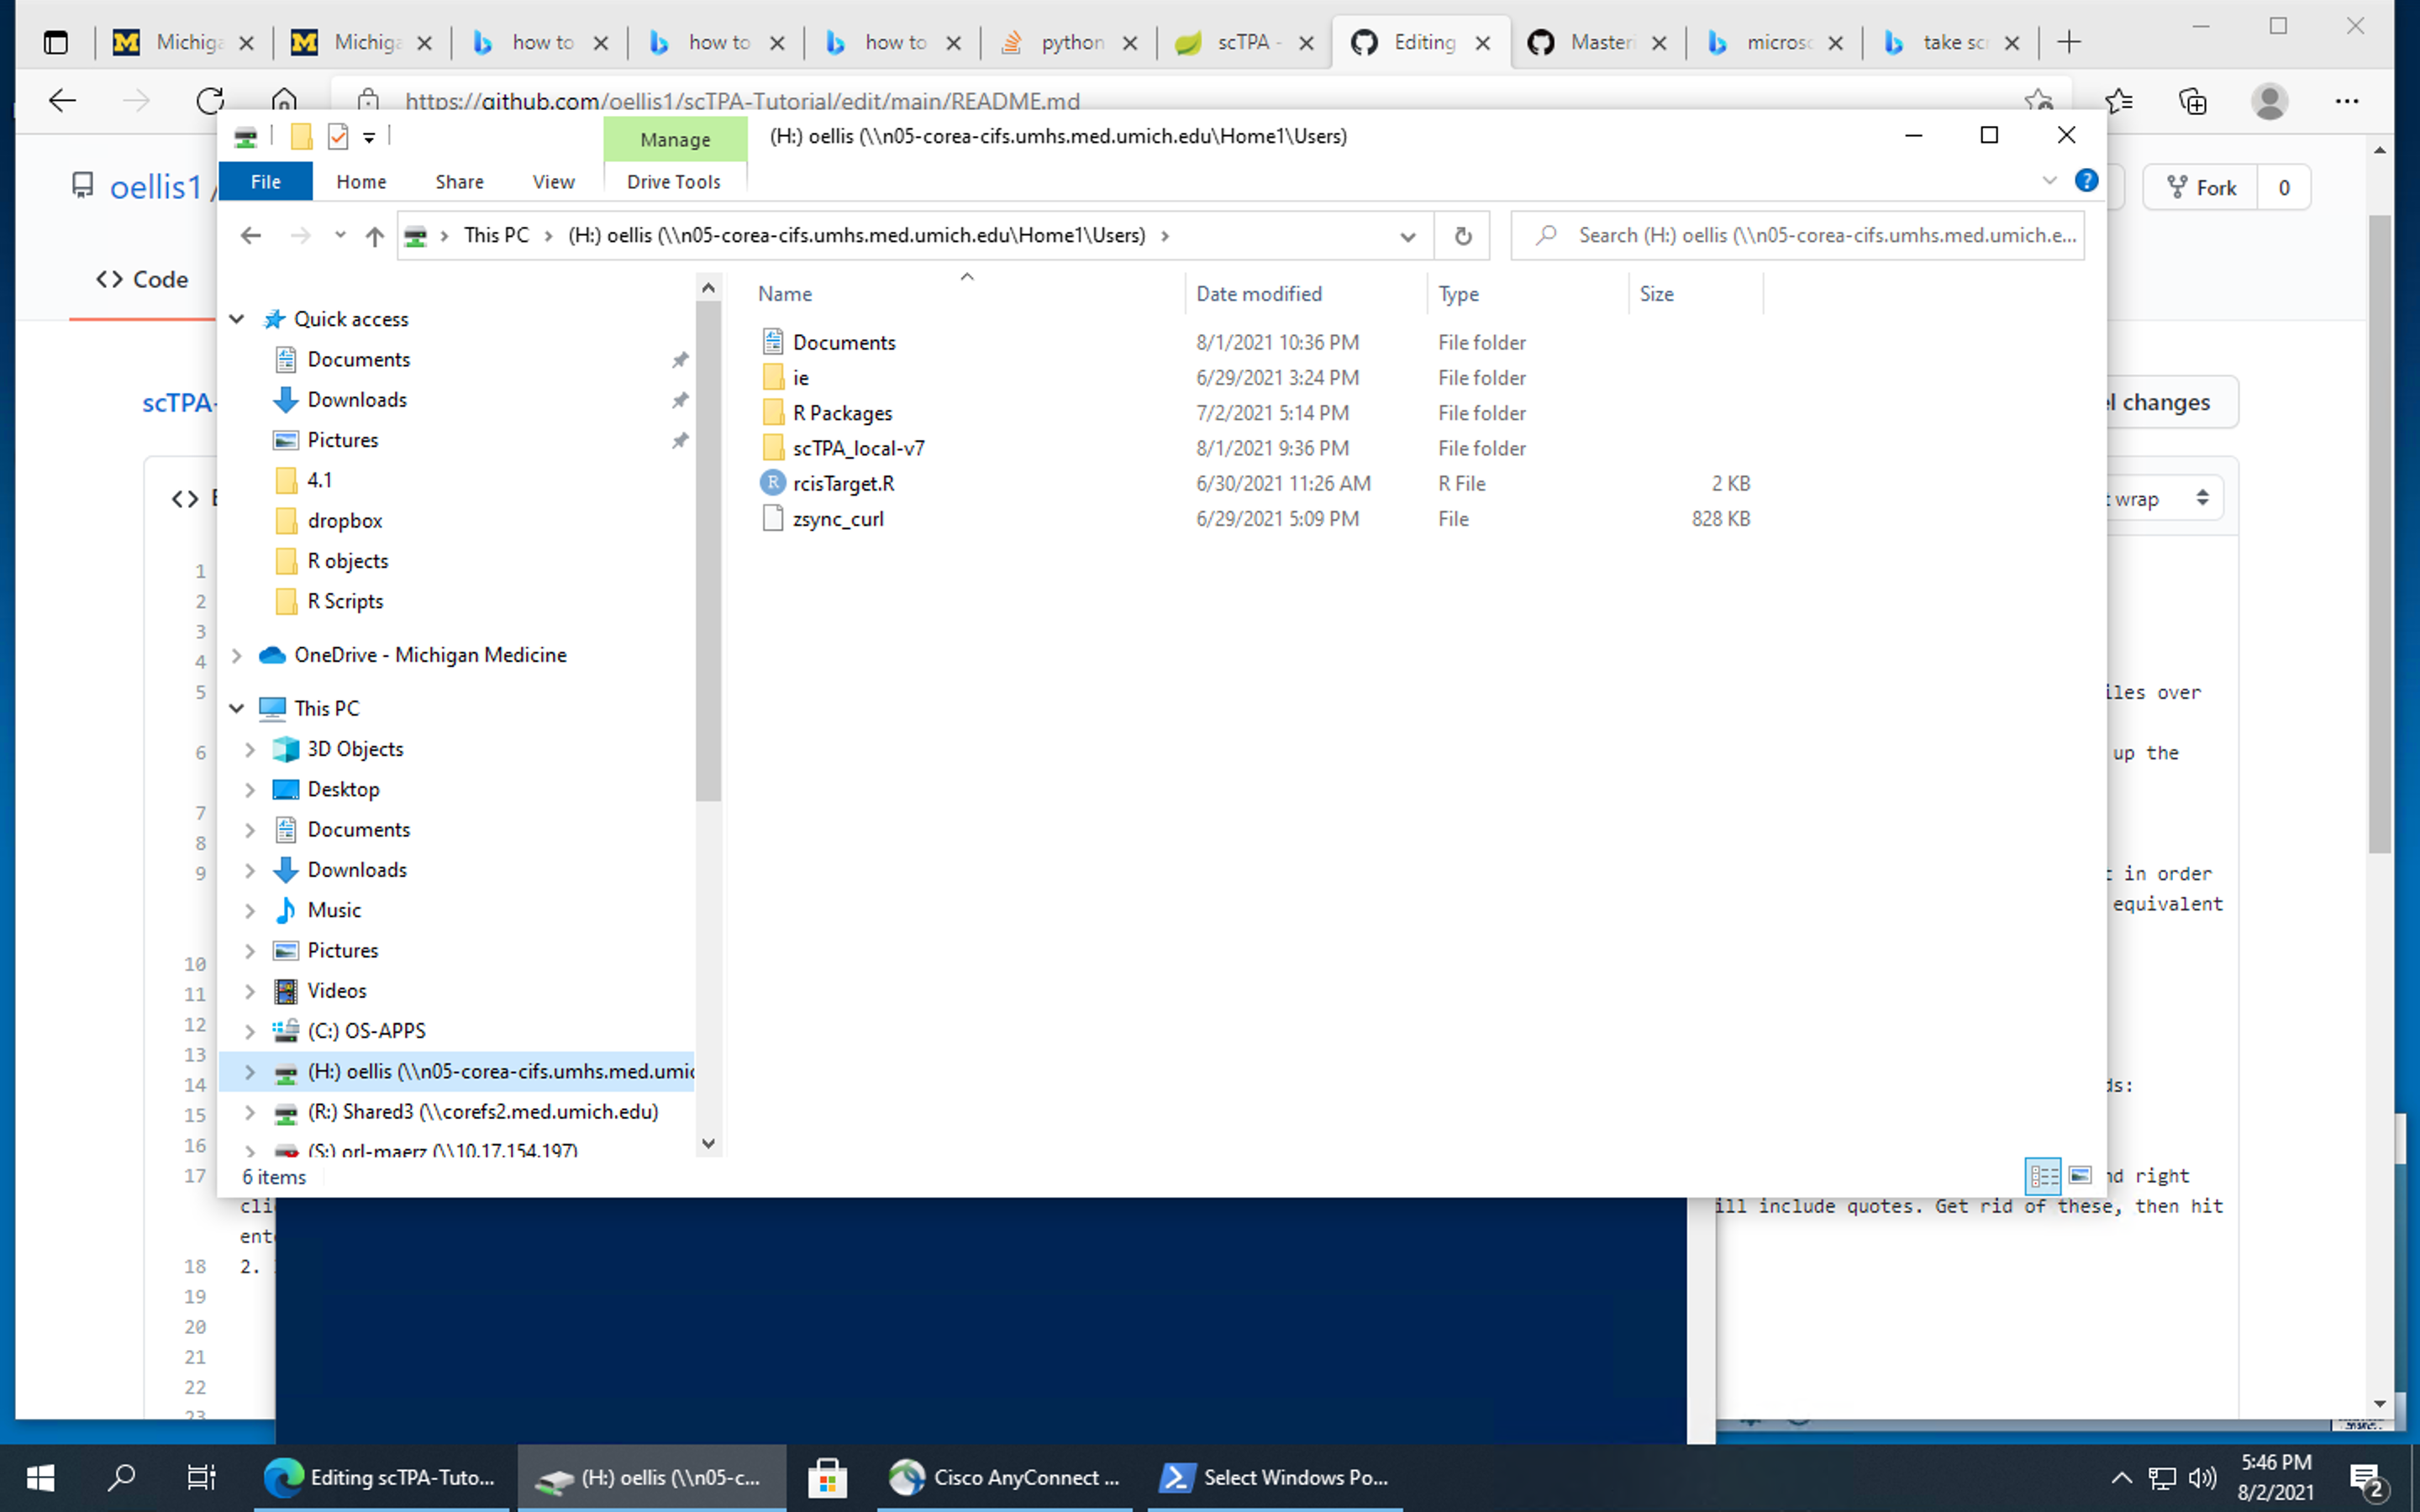 Michiga
Michiga
how to
how to
how to
python
scTPA -
Editing
Masteri
microsc
take scr
https://github.com/oellis1/scTPA-Tutorial/edit/main/README.md
Manage
(H:) oellis (\\n05-corea-cifs.umhs.med.umich.edu\Home1\Users)
File
Home
Share
View
Drive Tools
oellis1 /
Fork
0
This PC
(H:) oellis (\\n05-corea-cifs.umhs.med.umich.edu\Home1\Users)
Search (H:) oellis (\\n05-corea-cifs.umhs.med.umich.e...
Code
Name
Date modified
Type
Size
Quick access
Documents
Downloads
Pictures
4.1
dropbox
R objects
R Scripts
OneDrive - Michigan Medicine
This PC
3D Objects
Desktop
Documents
Downloads
Music
Pictures
Videos
(C:) OS-APPS
(H:) oellis (\\n05-corea-cifs.umhs.med.umic
(R:) Shared3 (\\corefs2.med.umich.edu)
(S:) orl-maerz (\\10.17.154.197)
6 items
Documents 8/1/2021 10:36 PM File folder
ie 6/29/2021 3:24 PM File folder
R Packages 7/2/2021 5:14 PM File folder
scTPA_local-v7 8/1/2021 9:36 PM File folder
rcisTarget.R 6/30/2021 11:26 AM R File 2 KB
zsync_curl 6/29/2021 5:09 PM File 828 KB
scTPA-
l changes
wrap
1
2
3
4
5
iles over
6
up the
7
8
9
in order
equivalent
10
11
12
13
14
ds:
15
16
17
nd right
cli
ill include quotes. Get rid of these, then hit
ente
18
2.
19
20
21
22
23
Editing scTPA-Tuto...
(H:) oellis (\\n05-c...
Cisco AnyConnect ...
Select Windows Po...
5:46 PM
8/2/2021
2